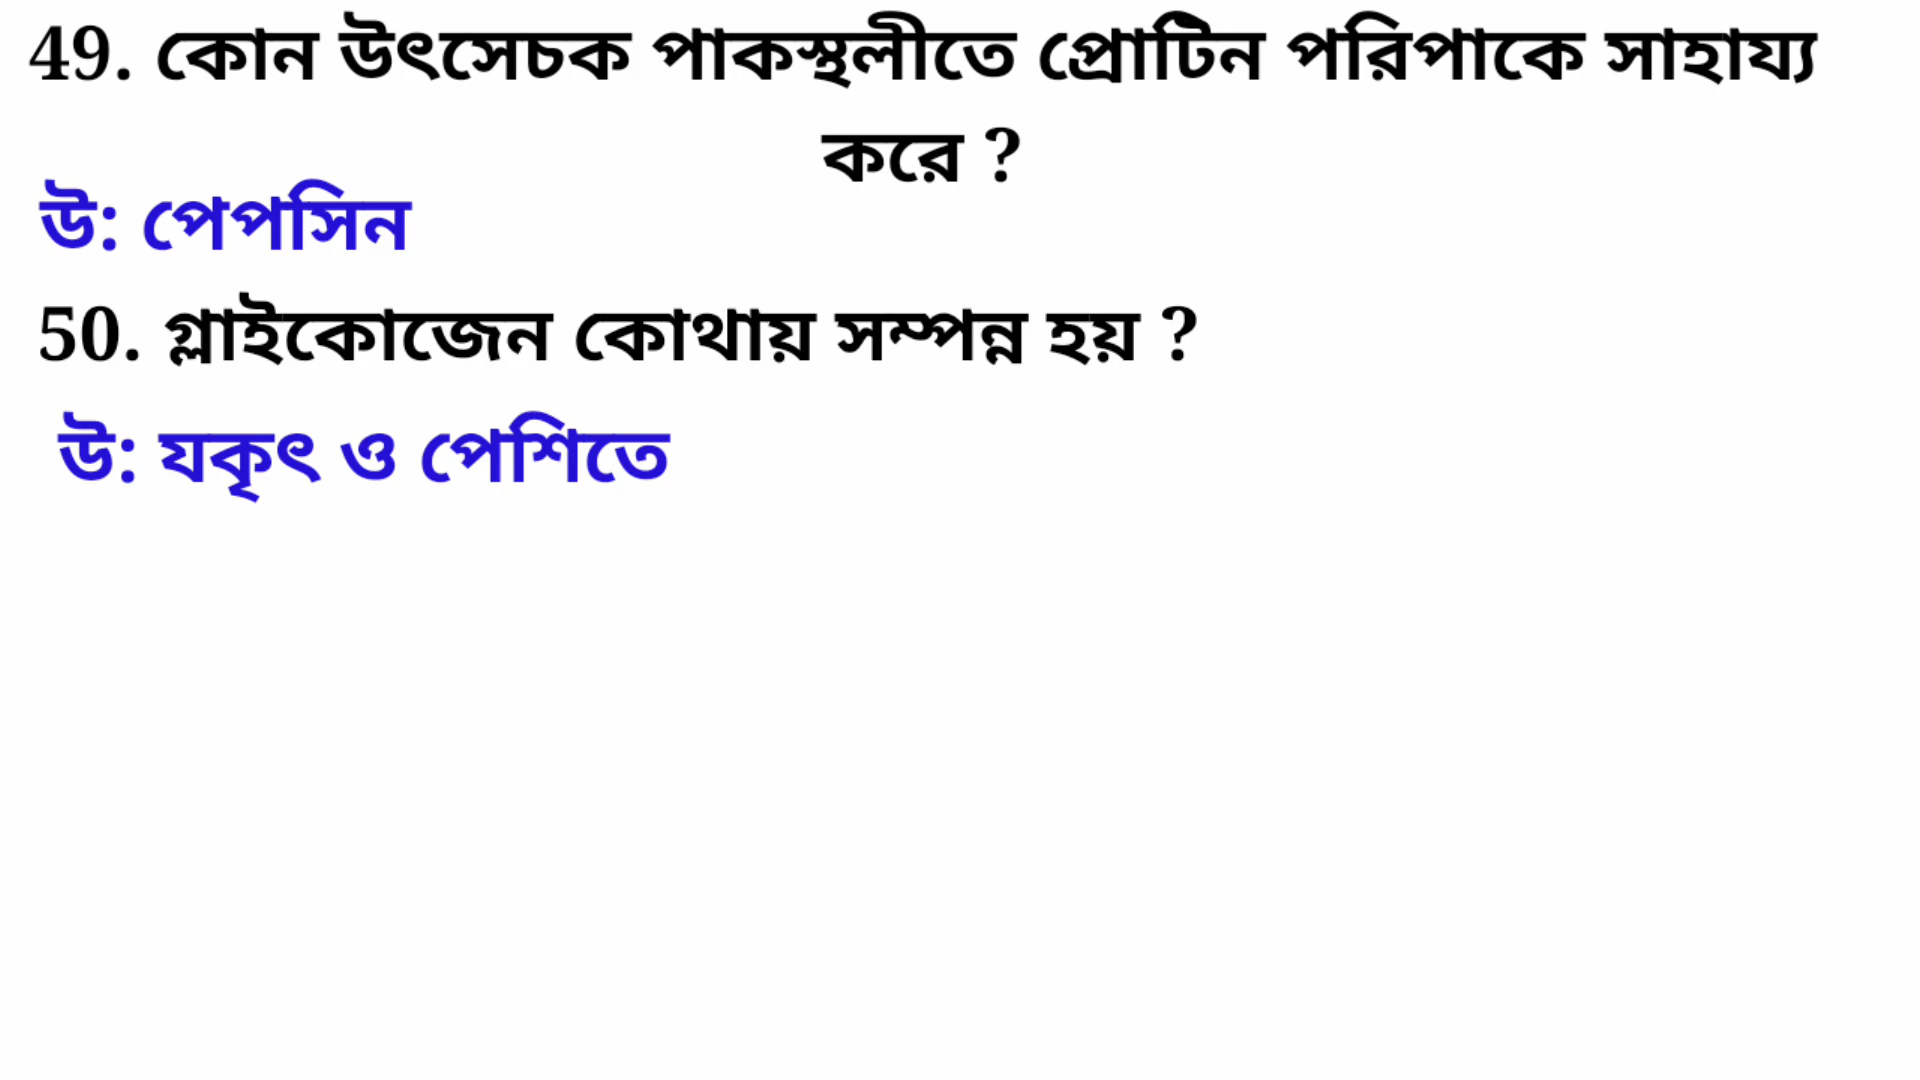 49. কোন উৎসেচক পাকস্থলীতে প্রোটিন পরিপাকে সাহায্য
করে ?
উ: পেপসিন
50. গ্লাইকোজেন কোথায় সম্পন্ন হয় ?
উ: যকৃৎ ও পেশিতে